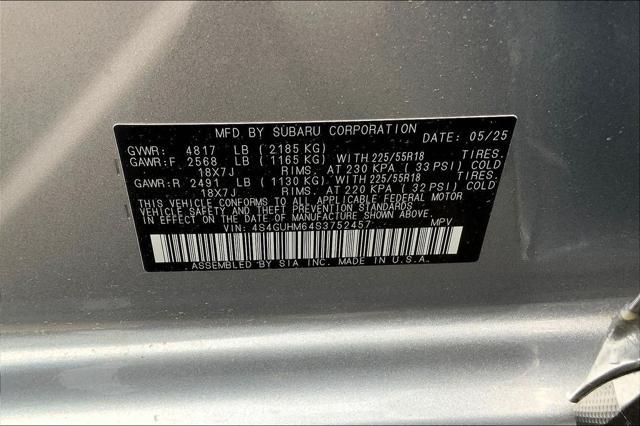 MFD.BY SUBARU CORPORATION DATE: 05/25
GVWR: 4817 LB (2185 KG)
GAWR:F 2568 LB (1165 KG) WITH 225/55R18 TIRES.
18X7J RIMS. AT 230 KPA (33 PSI) COLD
GAWR:R 2491 LB (1130 KG) WITH 225/55R18 TIRES.
18X7J RIMS. AT 220 KPA (32 PSI) COLD
THIS VEHICLE CONFORMS TO ALL APPLICABLE FEDERAL MOTOR
VEHICLE SAFETY AND THEFT PREVENTION STANDARDS
IN EFFECT ON THE DATE OF MANUFACTURE SHOWN ABOVE.
VIN: 4S4GUHM64S3752457 MPV
ASSEMBLED BY SIA INC. MADE IN U.S.A.